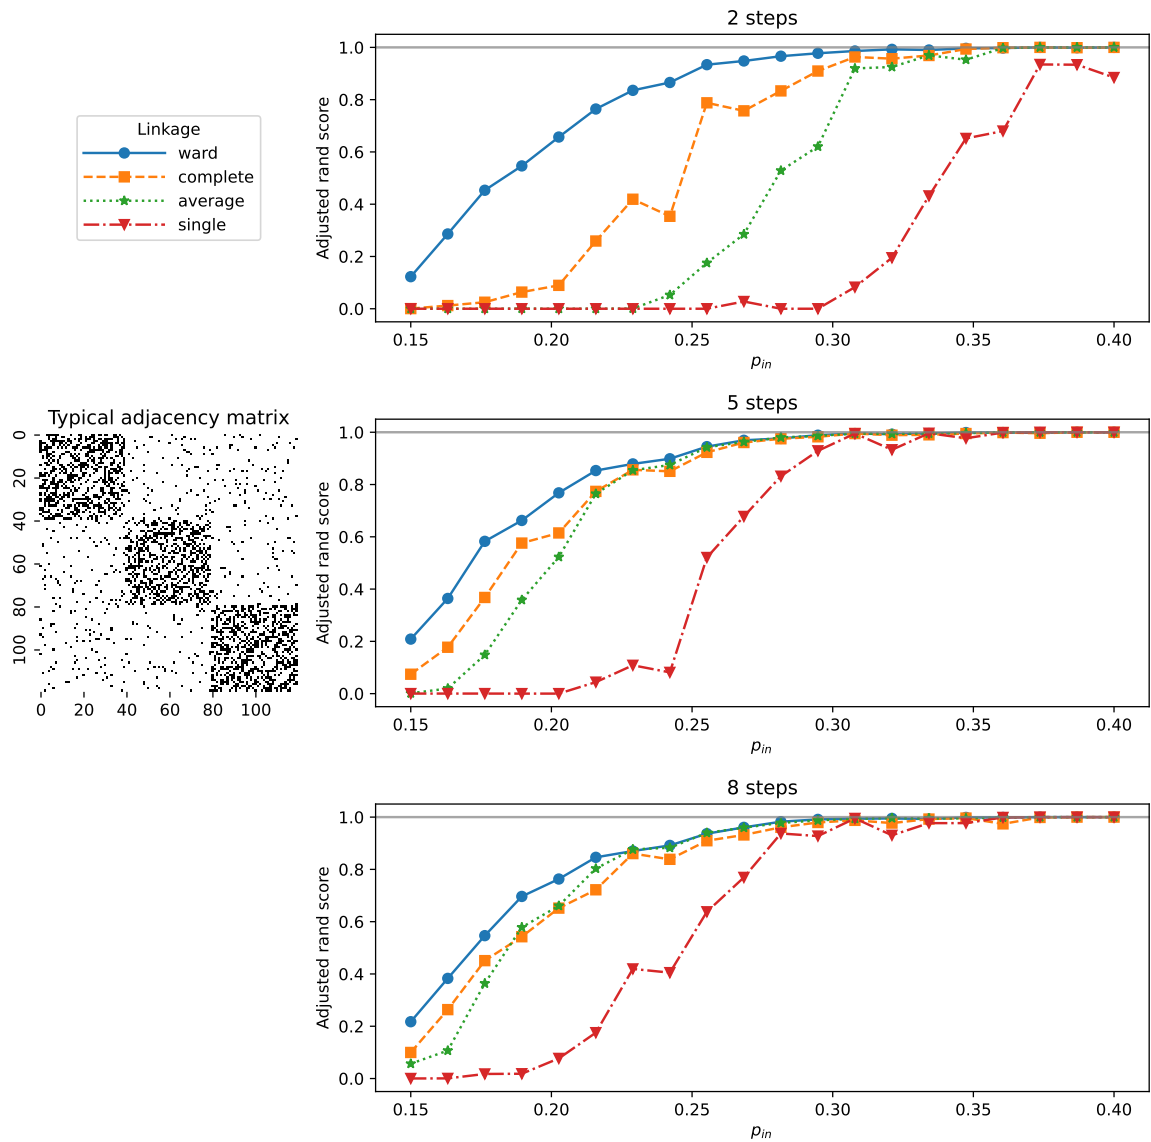 2 steps
1.0
0.8
0.6
0.4
0.2
0.0
Adjusted rand score
0.15 0.20 0.25 0.30 0.35 0.40
p_in
Linkage
ward
complete
average
single
Typical adjacency matrix
0
20
40
60
80
100
0 20 40 60 80 100
5 steps
1.0
0.8
0.6
0.4
0.2
0.0
Adjusted rand score
0.15 0.20 0.25 0.30 0.35 0.40
p_in
8 steps
1.0
0.8
0.6
0.4
0.2
0.0
Adjusted rand score
0.15 0.20 0.25 0.30 0.35 0.40
p_in